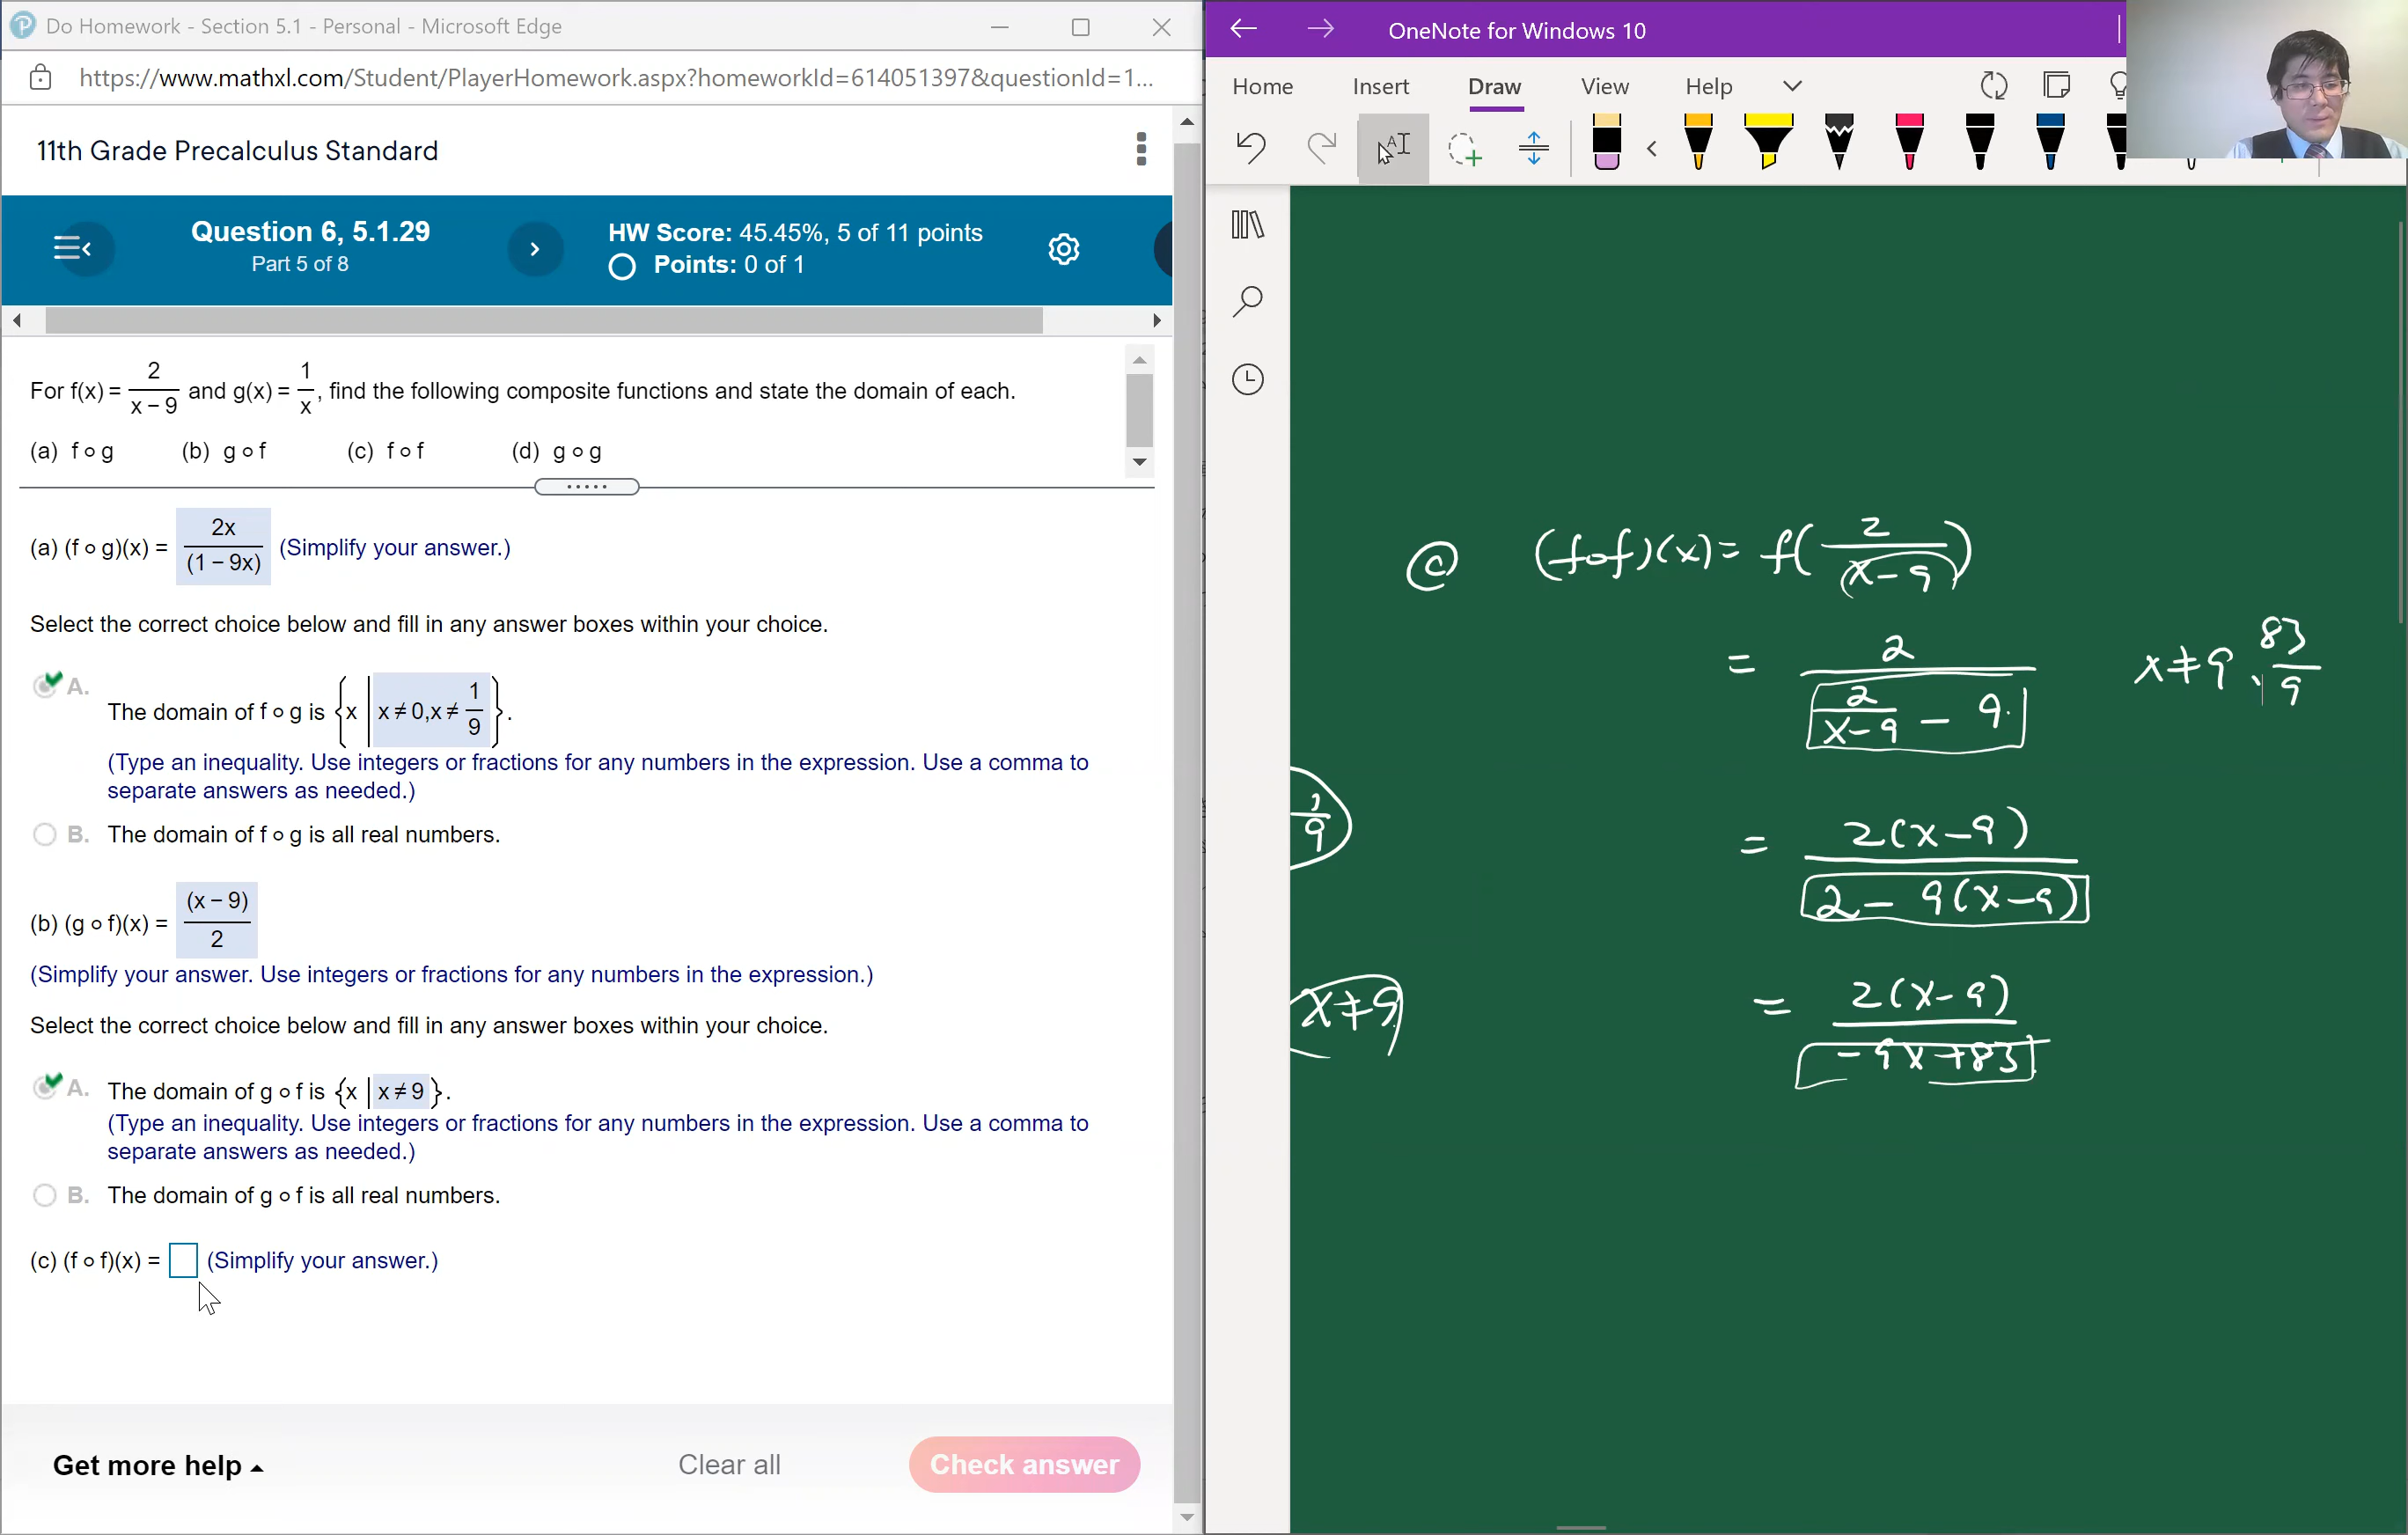 Do Homework - Section 5.1 - Personal - Microsoft Edge
https://www.mathxl.com/Student/PlayerHomework.aspx?homeworkId=614051397&questionId=1...
11th Grade Precalculus Standard
Question 6, 5.1.29
Part 5 of 8
HW Score: 45.45%, 5 of 11 points
Points: 0 of 1
For f(x) = 2/(x − 9) and g(x) = 1/x, find the following composite functions and state the domain of each.
(a) f∘g (b) g∘f (c) f∘f (d) g∘g
(a) (f∘g)(x) = 2x/(1 − 9x) (Simplify your answer.)
Select the correct choice below and fill in any answer boxes within your choice.
A. The domain of f∘g is {x | x ≠ 0, x ≠ 1/9}.
(Type an inequality. Use integers or fractions for any numbers in the expression. Use a comma to
separate answers as needed.)
B. The domain of f∘g is all real numbers.
(b) (g∘f)(x) = (x − 9)/2
(Simplify your answer. Use integers or fractions for any numbers in the expression.)
Select the correct choice below and fill in any answer boxes within your choice.
A. The domain of g∘f is {x | x ≠ 9}.
(Type an inequality. Use integers or fractions for any numbers in the expression. Use a comma to
separate answers as needed.)
B. The domain of g∘f is all real numbers.
(c) (f∘f)(x) = (Simplify your answer.)
Get more help
Clear all
Check answer
OneNote for Windows 10
Home Insert Draw View Help
ⓒ (f∘f)(x) = f(2/(x−9))
= 2/(2/(x−9) − 9) x≠9, 83/9
= 2(x−9)/(2 − 9(x−9))
= 2(x−9)/(−9x+83)
1/9
x≠9